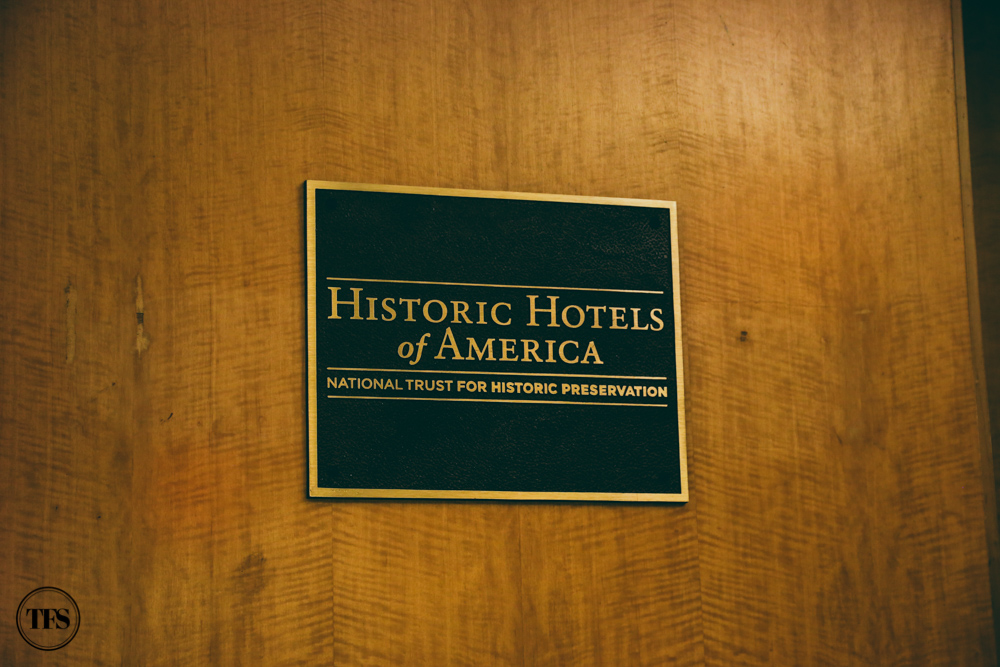 Historic Hotels
of America
NATIONAL TRUST FOR HISTORIC PRESERVATION
TFS